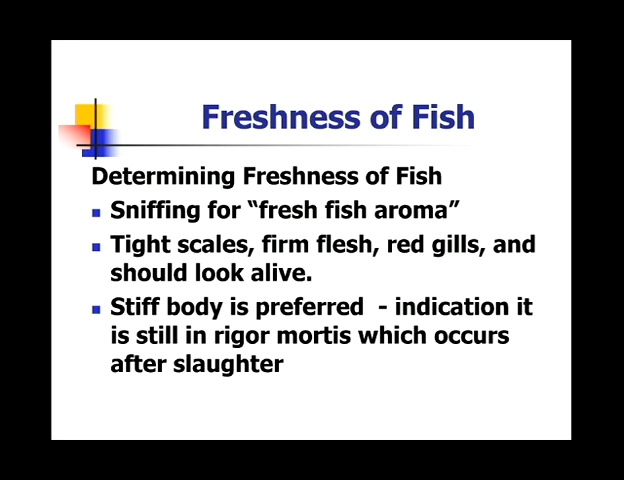 Freshness of Fish
Determining Freshness of Fish
Sniffing for “fresh fish aroma”
Tight scales, firm flesh, red gills, and
should look alive.
Stiff body is preferred - indication it
is still in rigor mortis which occurs
after slaughter